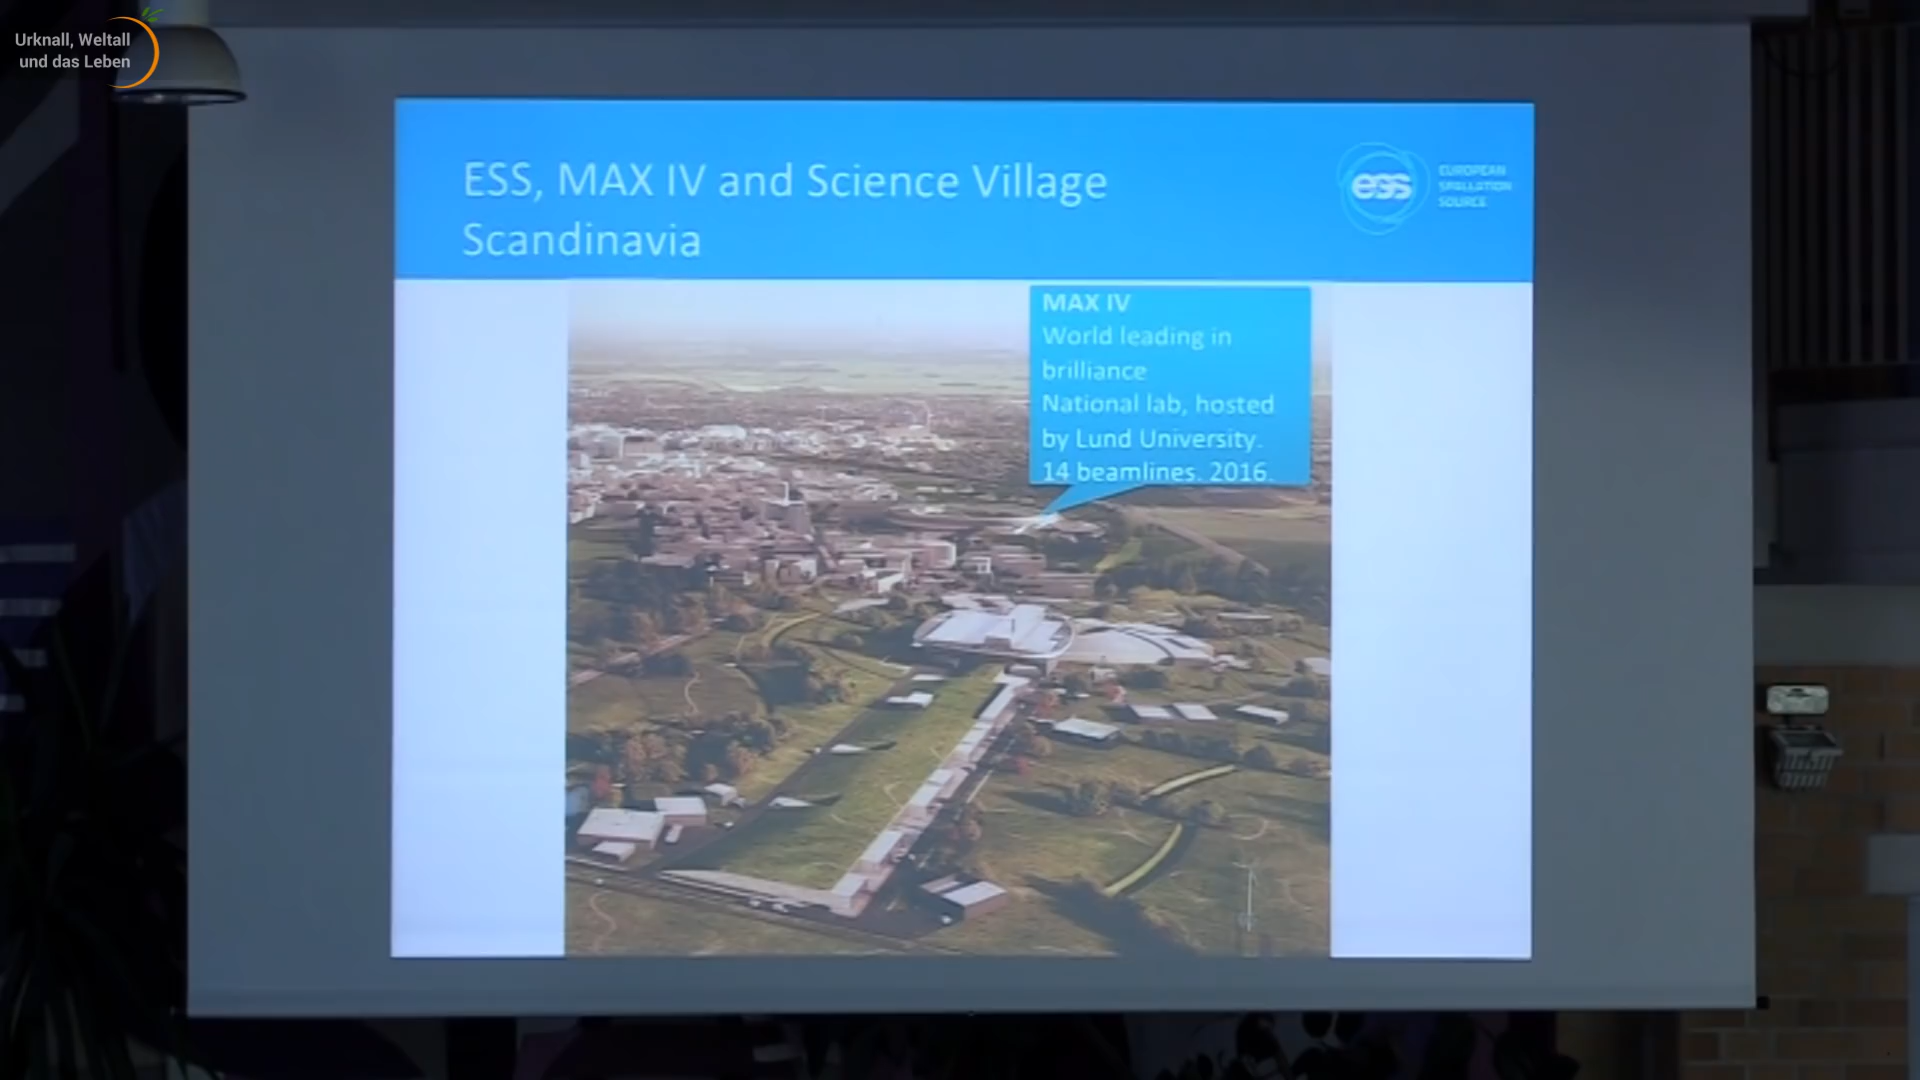 Urknall, Weltall
und das Leben
ESS, MAX IV and Science Village
Scandinavia
ess
EUROPEAN
SPALLATION
SOURCE
MAX IV
World leading in
brilliance
National lab, hosted
by Lund University.
14 beamlines. 2016.